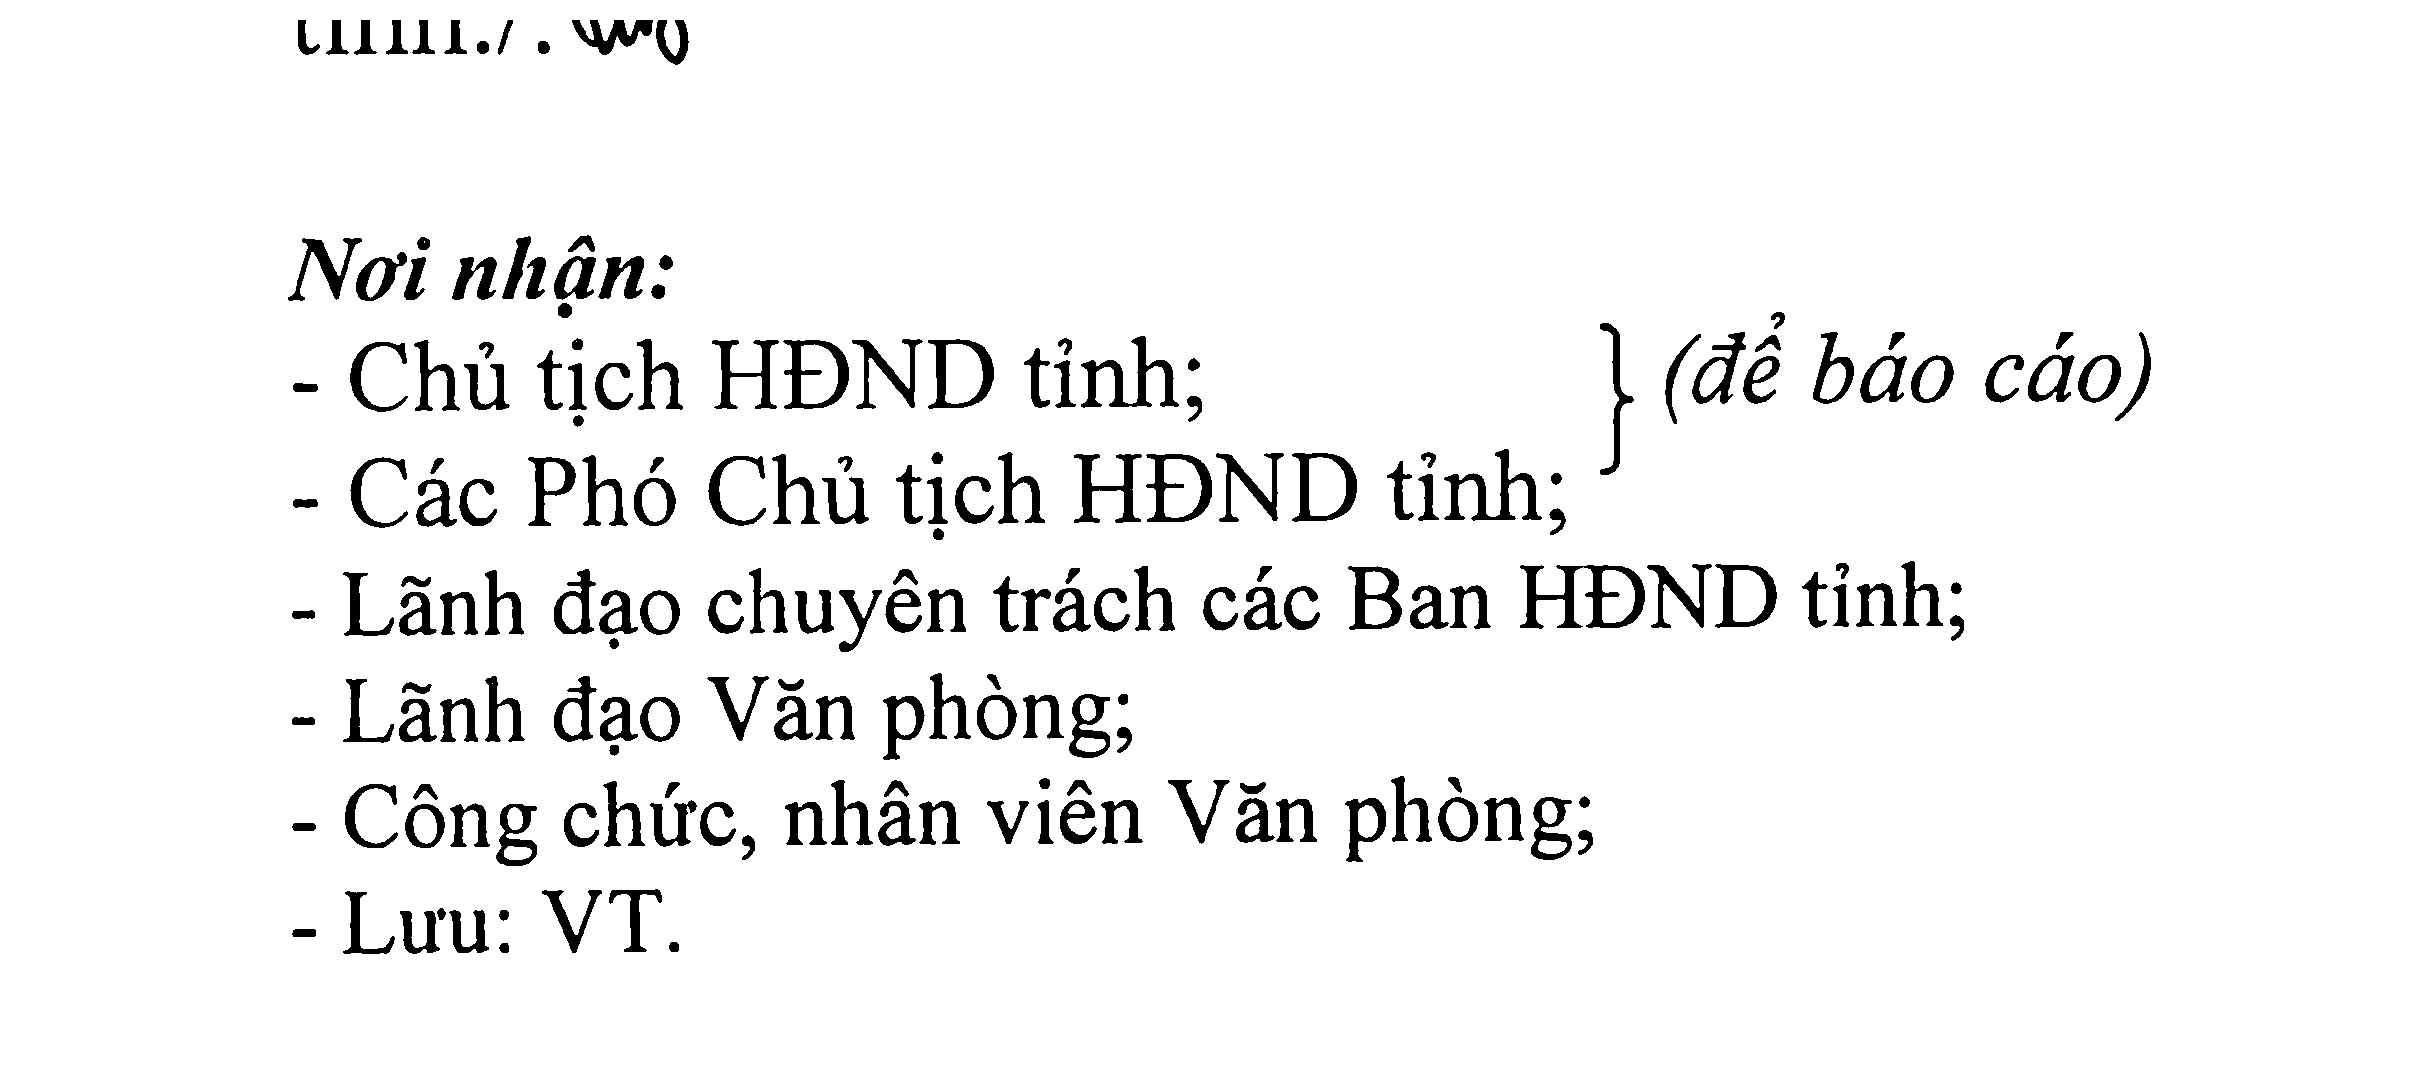 Nơi nhận:
- Chủ tịch HĐND tỉnh;
(để báo cáo)
- Các Phó Chủ tịch HĐND tỉnh;
- Lãnh đạo chuyên trách các Ban HĐND tỉnh;
- Lãnh đạo Văn phòng;
- Công chức, nhân viên Văn phòng;
- Lưu: VT.